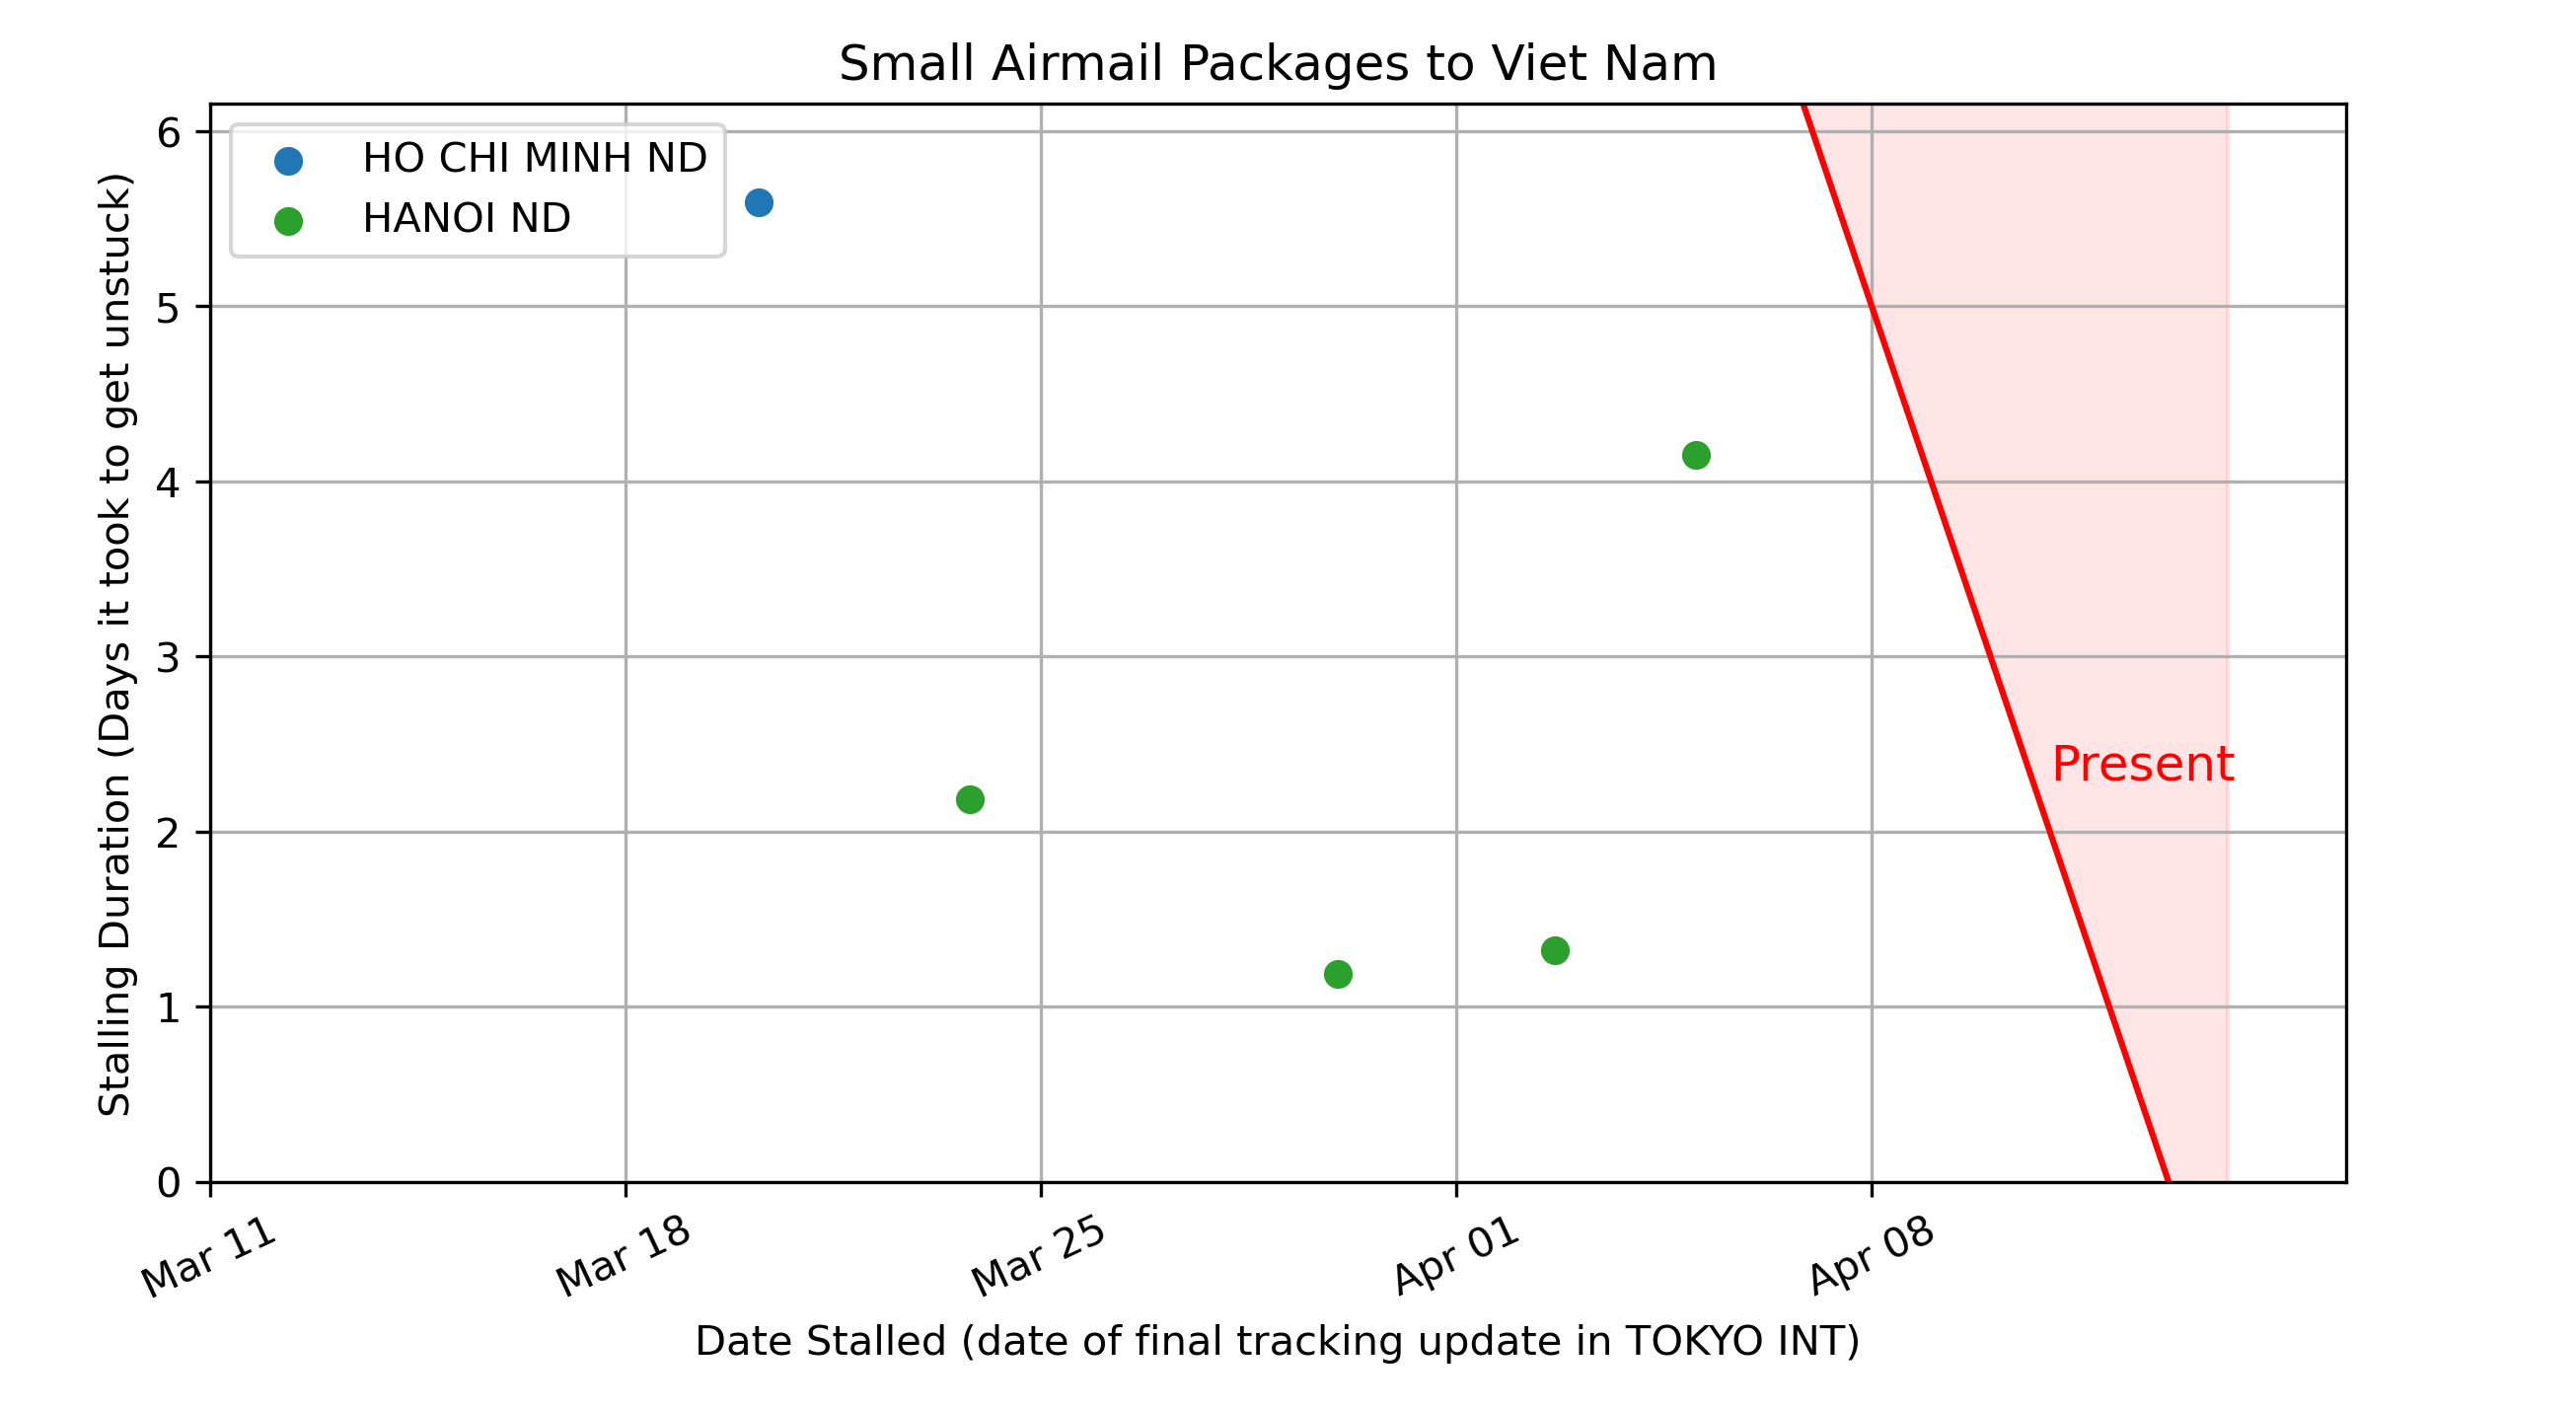 Small Airmail Packages to Viet Nam
HO CHI MINH ND
HANOI ND
Stalling Duration (Days it took to get unstuck)
6
5
4
3
2
1
0
Present
Mar 11
Mar 18
Mar 25
Apr 01
Apr 08
Date Stalled (date of final tracking update in TOKYO INT)